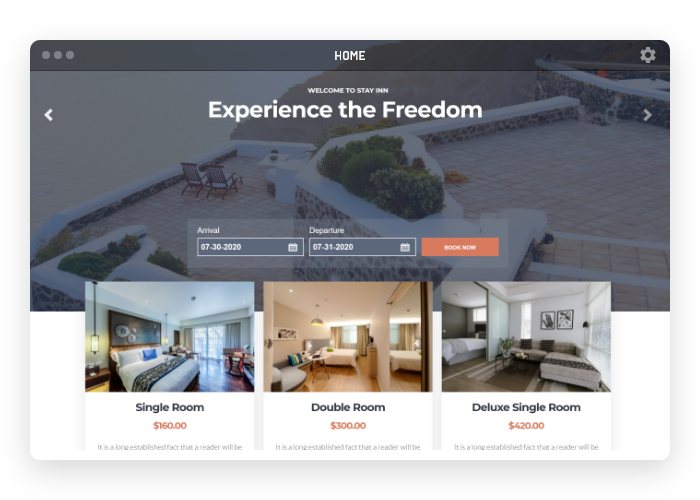 HOME
WELCOME TO STAY INN
Experience the Freedom
Arrival
Departure
07-30-2020
07-31-2020
BOOK NOW
Single Room
Double Room
Deluxe Single Room
$160.00
$300.00
$420.00
It is a long established fact that a reader will be
It is a long established fact that a reader will be
It is a long established fact that a reader will be